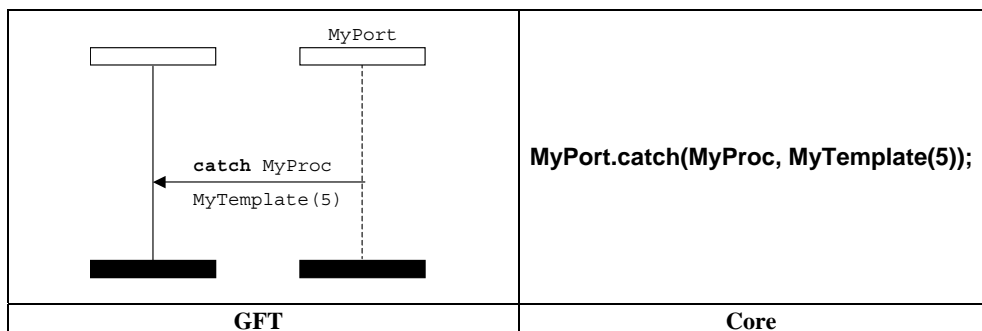 MyPort
catch MyProc
MyTemplate(5)
MyPort.catch(MyProc, MyTemplate(5));
GFT
Core